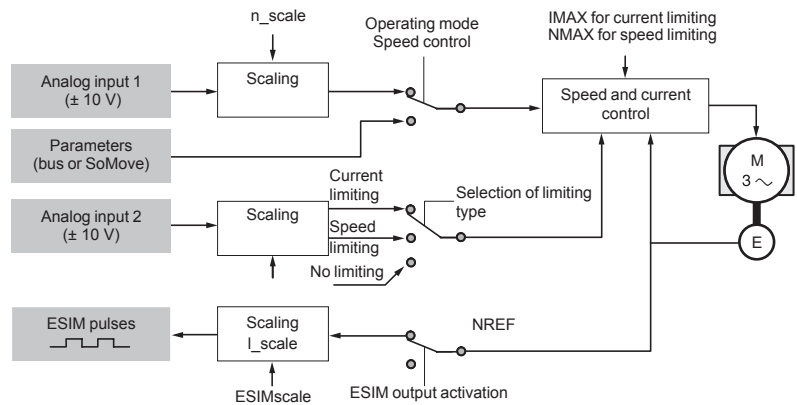 n_scale
Operating mode
Speed control
IMAX for current limiting
NMAX for speed limiting
Analog input 1
(± 10 V)
Scaling
Speed and current
control
Parameters
(bus or SoMove)
M
3 ~
Current
limiting
Selection of limiting
type
Analog input 2
(± 10 V)
Scaling
Speed
limiting
No limiting
E
ESIM pulses
Scaling
I_scale
NREF
ESIMscale
ESIM output activation